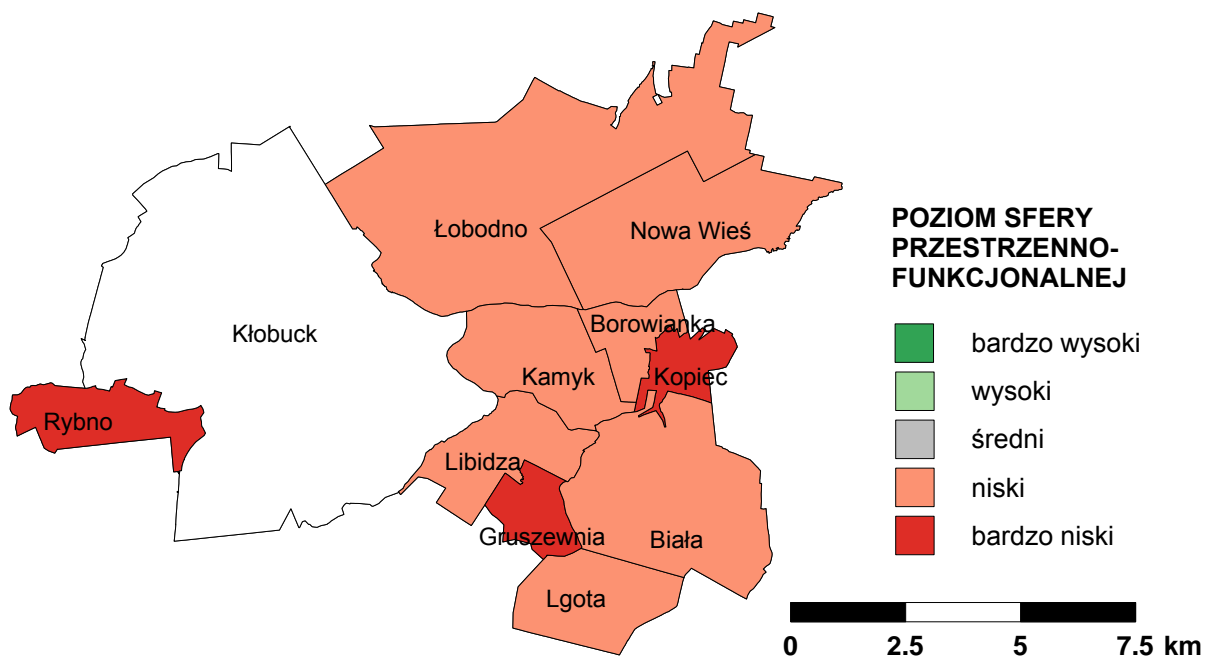 Łobodno
Nowa Wieś
Kłobuck
Borowianka
Kamyk
Kopiec
Rybno
Libidza
Gruszewnia
Biała
Lgota
POZIOM SFERY
PRZESTRZENNO-
FUNKCJONALNEJ
bardzo wysoki
wysoki
średni
niski
bardzo niski
0 2.5 5 7.5 km